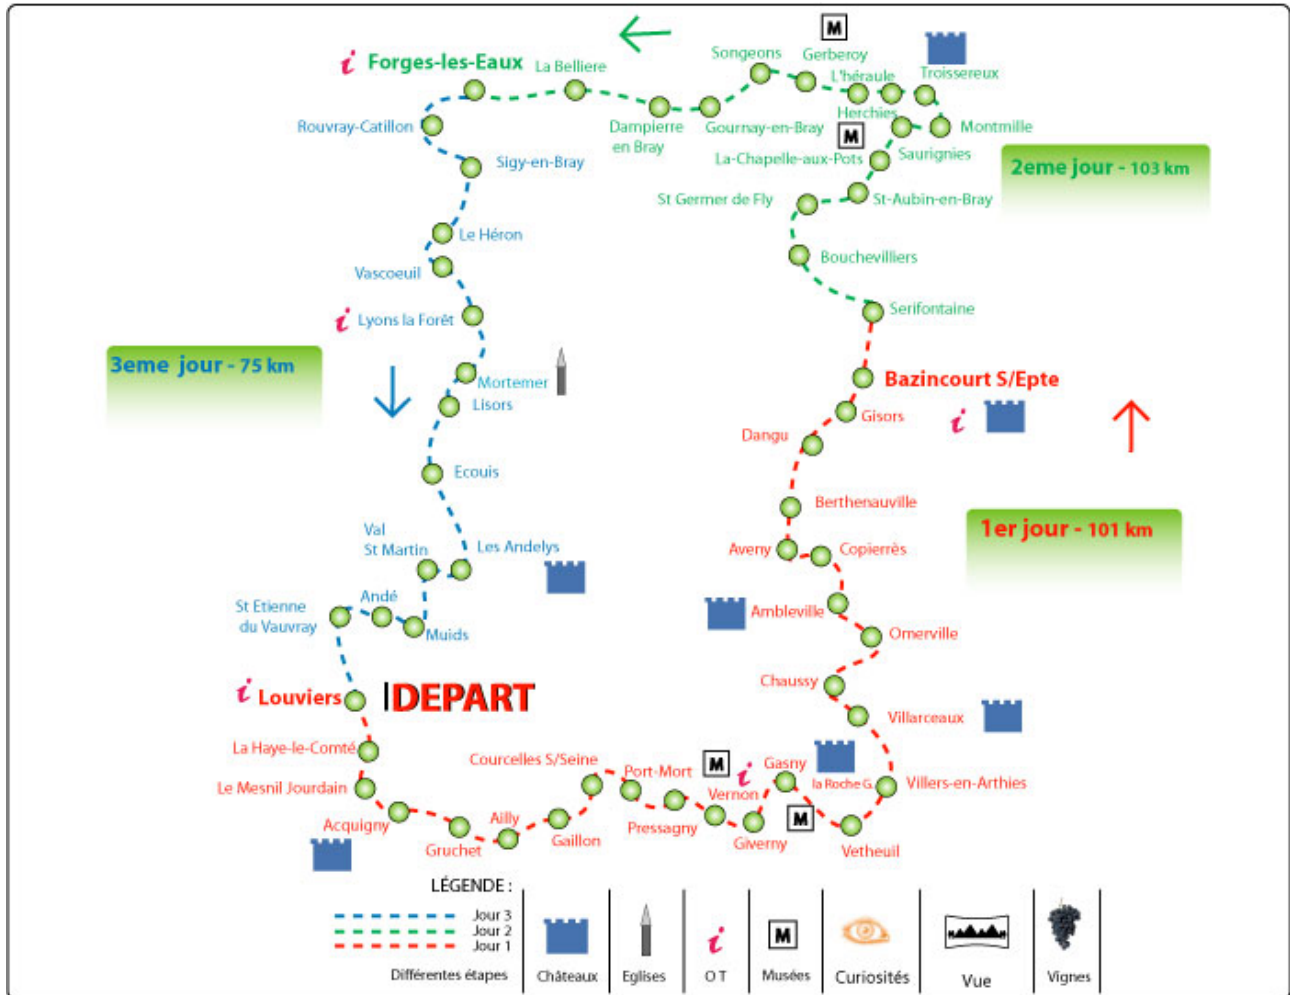 Songeons
M
Gerberoy
Forges-les-Eaux
La Belliere
L'héraule
Troissereux
Rouvray-Catillon
Dampierre
en Bray
Gournay-en-Bray
Herchies
Montmille
M
Sigy-en-Bray
La-Chapelle-aux-Pots
Saurignies
2eme jour - 103 km
St Germer de Fly
St-Aubin-en-Bray
Le Héron
Vascoeuil
Bouchevilliers
i Lyons la Forêt
Serifontaine
3eme jour - 75 km
Mortemer
Lisors
Bazincourt S/Epte
Gisors
i
Dangu
Ecouis
Berthenauville
1er jour - 101 km
Val
St Martin
Les Andelys
Aveny
Copierrès
St Etienne
du Vauvray
Andé
Muids
Ambleville
Omerville
i Louviers
DEPART
Chaussy
Villarceaux
La Haye-le-Comté
Le Mesnil Jourdain
Courcelles S/Seine
Port-Mort
M
i
Vernon
Gasny
la Roche G.
Villers-en-Arthies
Acquigny
Gruchet
Ailly
Gaillon
Pressagny
Giverny
M
Vetheuil
LÉGENDE :
Jour 3
Jour 2
Jour 1
Différentes étapes
Châteaux
Eglises
i
O T
M
Musées
Curiosités
Vue
Vignes